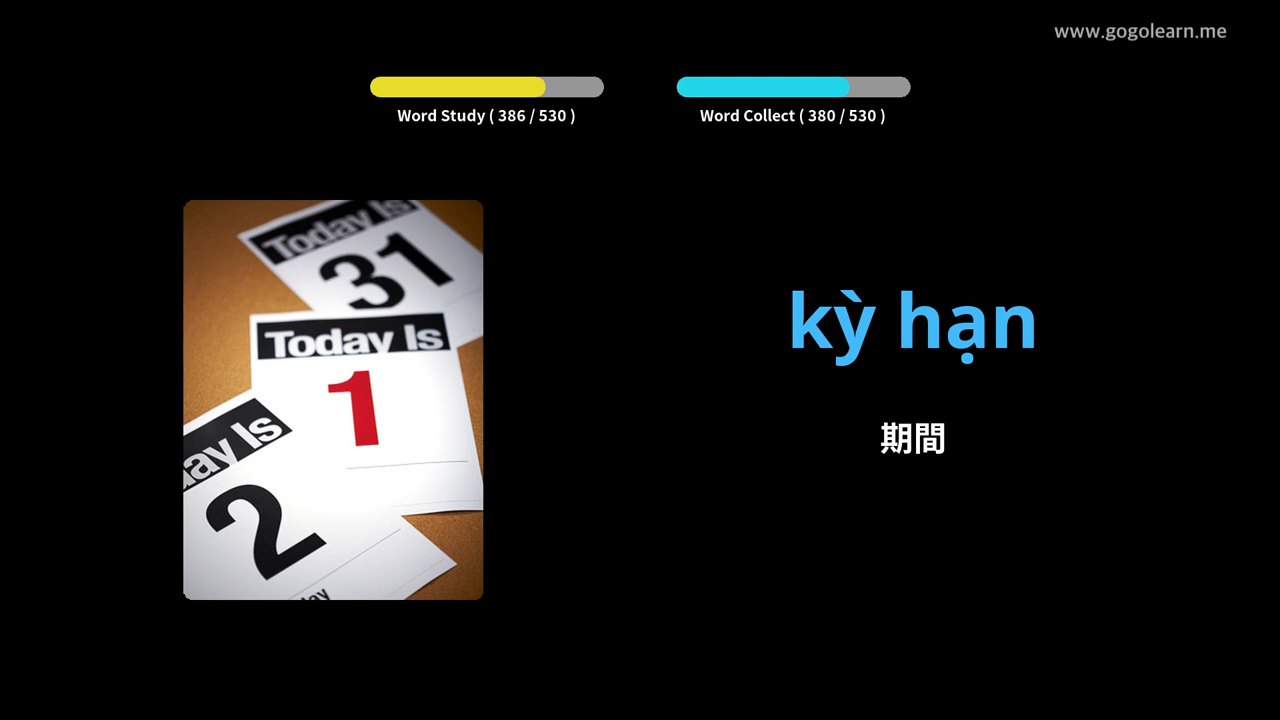 www.gogolearn.me
Word Study ( 386 / 530 )
Word Collect ( 380 / 530 )
Today Is
31
Today Is
1
ay Is
2
kỳ hạn
期間